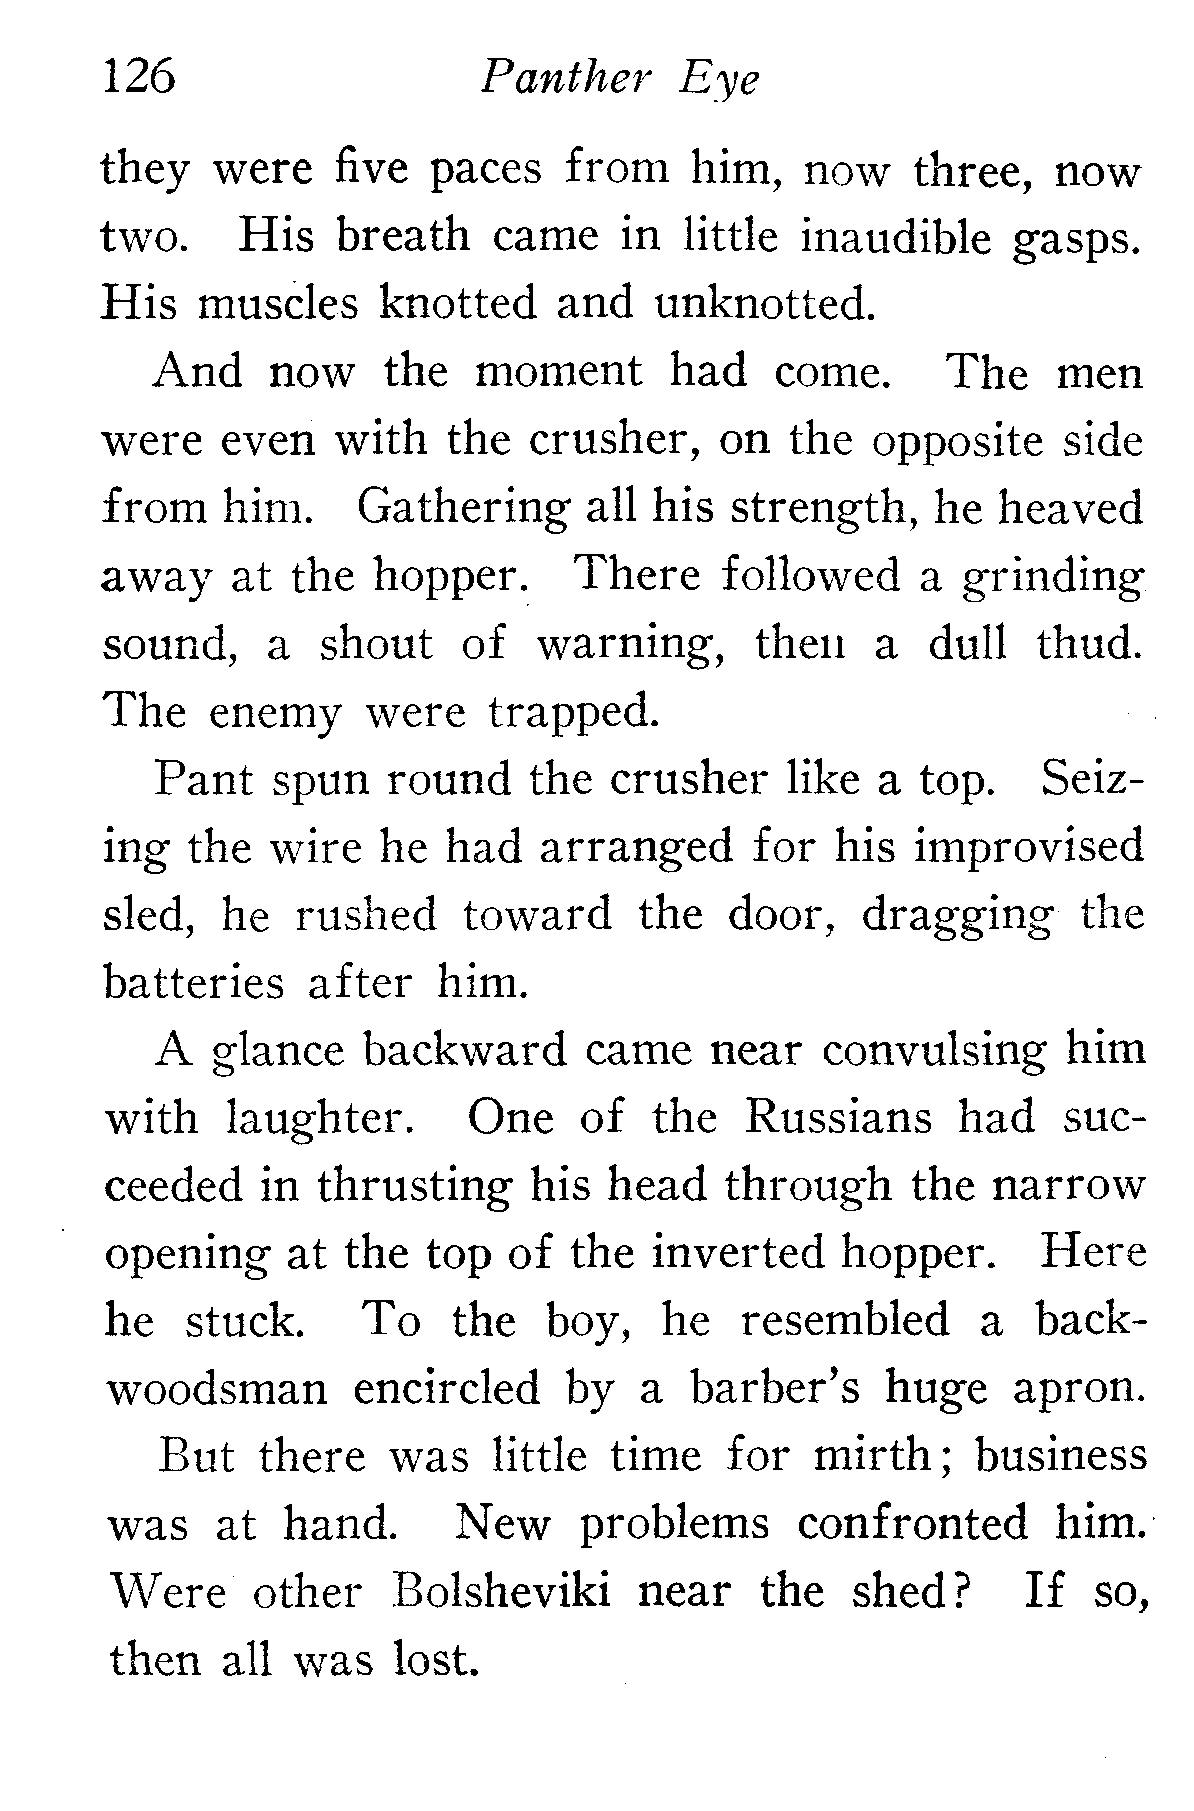 126 Panther Eye
they were five paces from him, now three, now
two. His breath came in little inaudible gasps.
His muscles knotted and unknotted.
And now the moment had come. The men
were even with the crusher, on the opposite side
from him. Gathering all his strength, he heaved
away at the hopper. There followed a grinding
sound, a shout of warning, then a dull thud.
The enemy were trapped.
Pant spun round the crusher like a top. Seiz-
ing the wire he had arranged for his improvised
sled, he rushed toward the door, dragging the
batteries after him.
A glance backward came near convulsing him
with laughter. One of the Russians had suc-
ceeded in thrusting his head through the narrow
opening at the top of the inverted hopper. Here
he stuck. To the boy, he resembled a back-
woodsman encircled by a barber's huge apron.
But there was little time for mirth; business
was at hand. New problems confronted him.
Were other Bolsheviki near the shed? If so,
then all was lost.